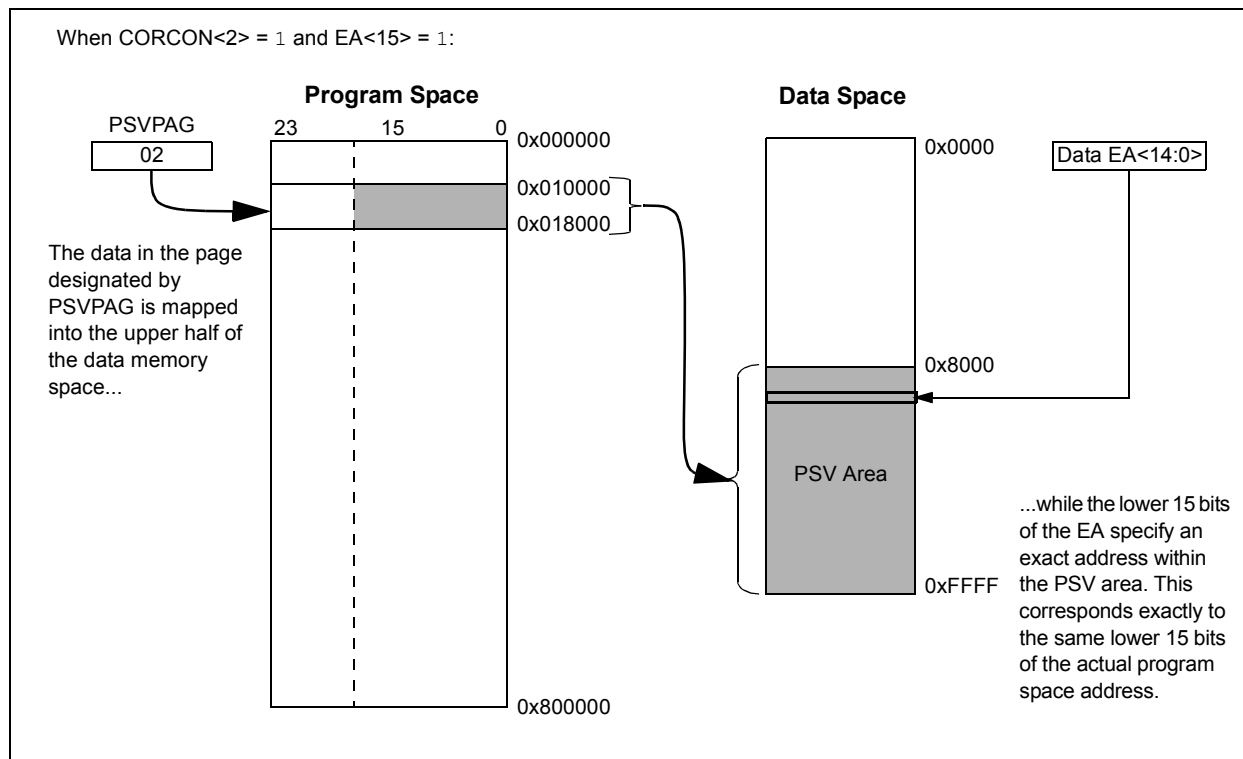 When CORCON<2> = 1 and EA<15> = 1:
Program Space
Data Space
PSVPAG
23 15 0
02
0x000000
0x010000
0x018000
0x800000
The data in the page
designated by
PSVPAG is mapped
into the upper half of
the data memory
space...
0x0000
Data EA<14:0>
0x8000
PSV Area
0xFFFF
...while the lower 15 bits
of the EA specify an
exact address within
the PSV area. This
corresponds exactly to
the same lower 15 bits
of the actual program
space address.